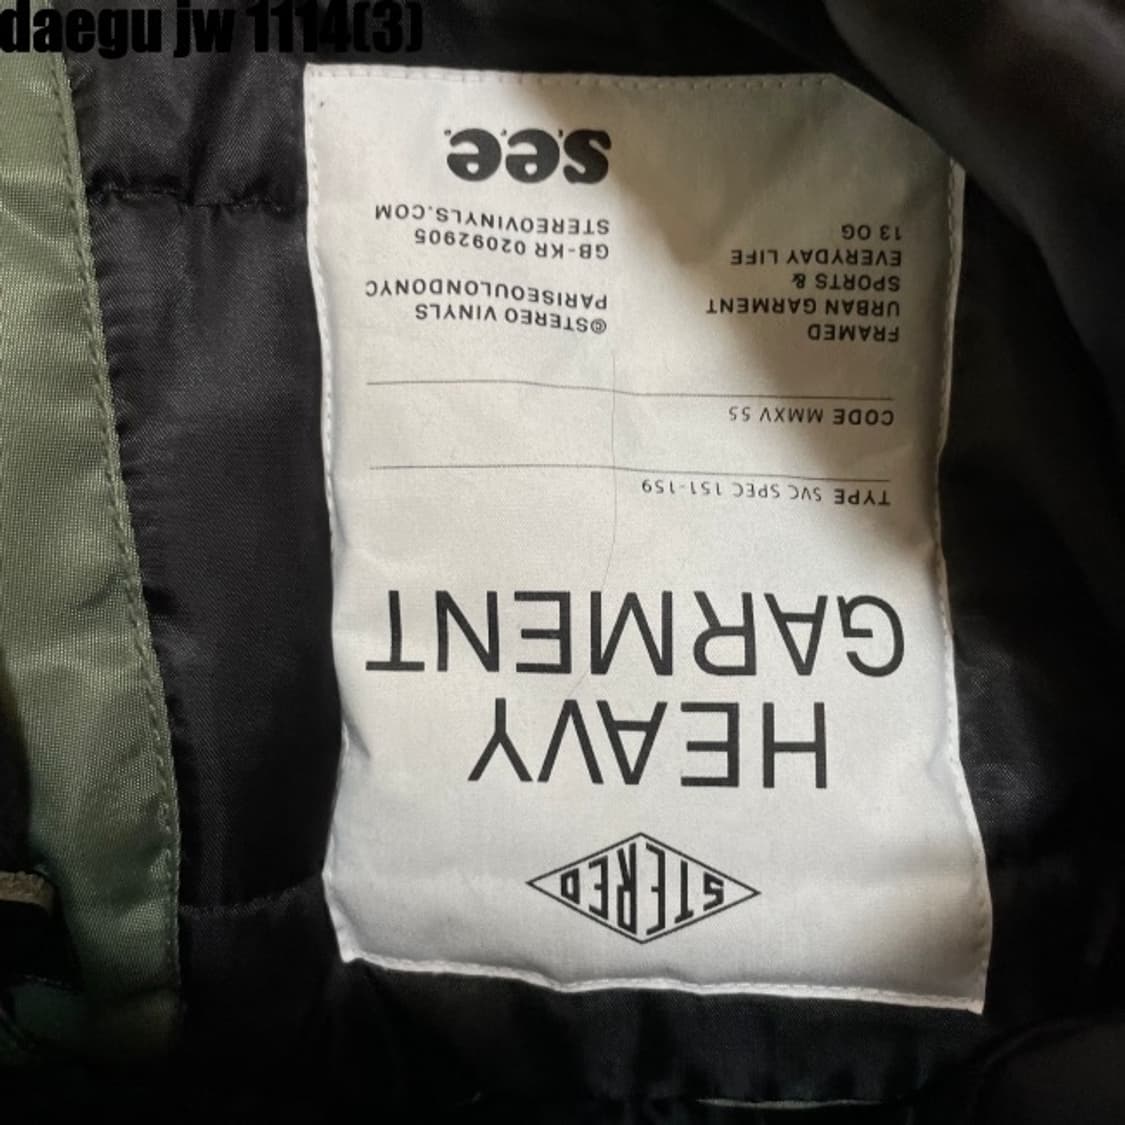 daegu jw 1114(3)
STEREO
HEAVY
GARMENT
TYPE SVC SPEC 151-159
CODE MMXV 55
FRAMED
URBAN GARMENT
SPORTS &
EVERYDAY LIFE
13 OG
©STEREO VINYLS
PARISEOULONDONYC
GB-KR 02092905
STEREOVINYLS.COM
s.e.e.